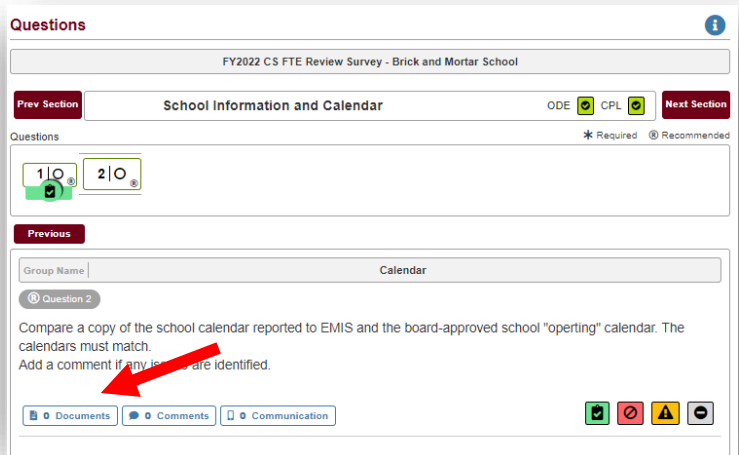 Questions
FY2022 CS FTE Review Survey - Brick and Mortar School
Prev Section School Information and Calendar ODE CPL Next Section
Questions * Required ® Recommended
1 | O ® 2 | O ®
Previous
Group Name Calendar
® Question 2
Compare a copy of the school calendar reported to EMIS and the board-approved school "operting" calendar. The
calendars must match.
Add a comment if any issues are identified.
0 Documents 0 Comments 0 Communication